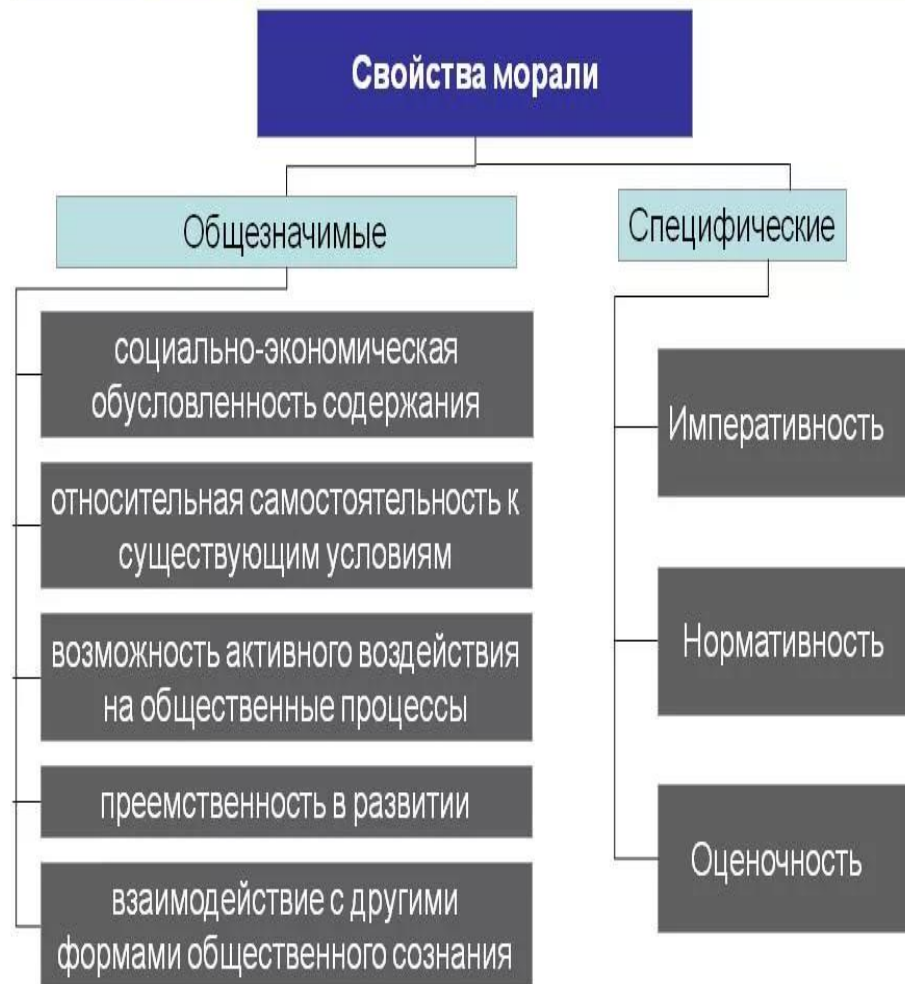 Свойства морали
Общезначимые
социально-экономическая
обусловленность содержания
относительная самостоятельность к
существующим условиям
возможность активного воздействия
на общественные процессы
преемственность в развитии
взаимодействие с другими
формами общественного сознания
Специфические
Императивность
Нормативность
Оценочность